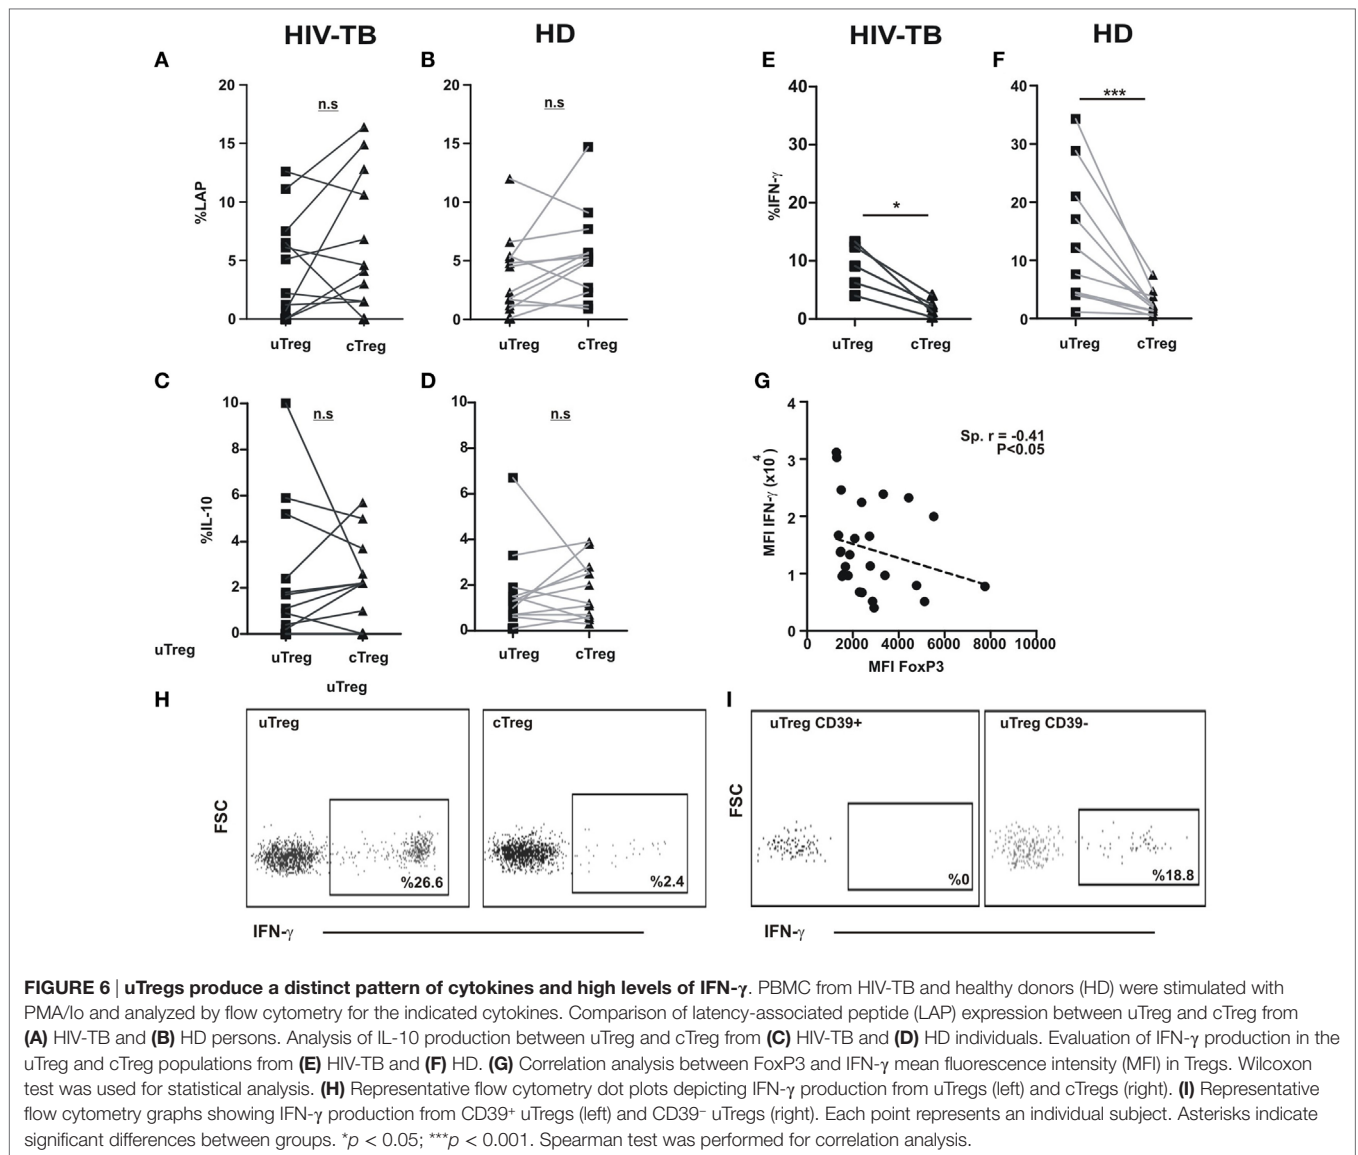 HIV-TB HD HIV-TB HD
A B E F
20 20 40 40
n.s n.s * ***
15 15 30 30
%LAP %IFN-γ
10 10 20 20
5 5 10 10
0 0 0 0
uTreg cTreg uTreg cTreg uTreg cTreg uTreg cTreg
C D G
10 10 4
n.s n.s Sp. r = -0.41
P<0.05
8 8
3
6 6
%IL-10 MFI IFN-γ (x10 4 )
2
4 4
1
2 2
0 0 0
0 2000 4000 6000 8000 10000
uTreg uTreg cTreg uTreg cTreg MFI FoxP3
uTreg
H I
uTreg cTreg uTreg CD39+ uTreg CD39-
FSC FSC
%26.6 %2.4 %0 %18.8
IFN-γ IFN-γ
FIGURE 6 | uTregs produce a distinct pattern of cytokines and high levels of IFN-γ. PBMC from HIV-TB and healthy donors (HD) were stimulated with
PMA/Io and analyzed by flow cytometry for the indicated cytokines. Comparison of latency-associated peptide (LAP) expression between uTreg and cTreg from
(A) HIV-TB and (B) HD persons. Analysis of IL-10 production between uTreg and cTreg from (C) HIV-TB and (D) HD individuals. Evaluation of IFN-γ production in the
uTreg and cTreg populations from (E) HIV-TB and (F) HD. (G) Correlation analysis between FoxP3 and IFN-γ mean fluorescence intensity (MFI) in Tregs. Wilcoxon
test was used for statistical analysis. (H) Representative flow cytometry dot plots depicting IFN-γ production from uTregs (left) and cTregs (right). (I) Representative
flow cytometry graphs showing IFN-γ production from CD39⁺ uTregs (left) and CD39⁻ uTregs (right). Each point represents an individual subject. Asterisks indicate
significant differences between groups. *p < 0.05; ***p < 0.001. Spearman test was performed for correlation analysis.